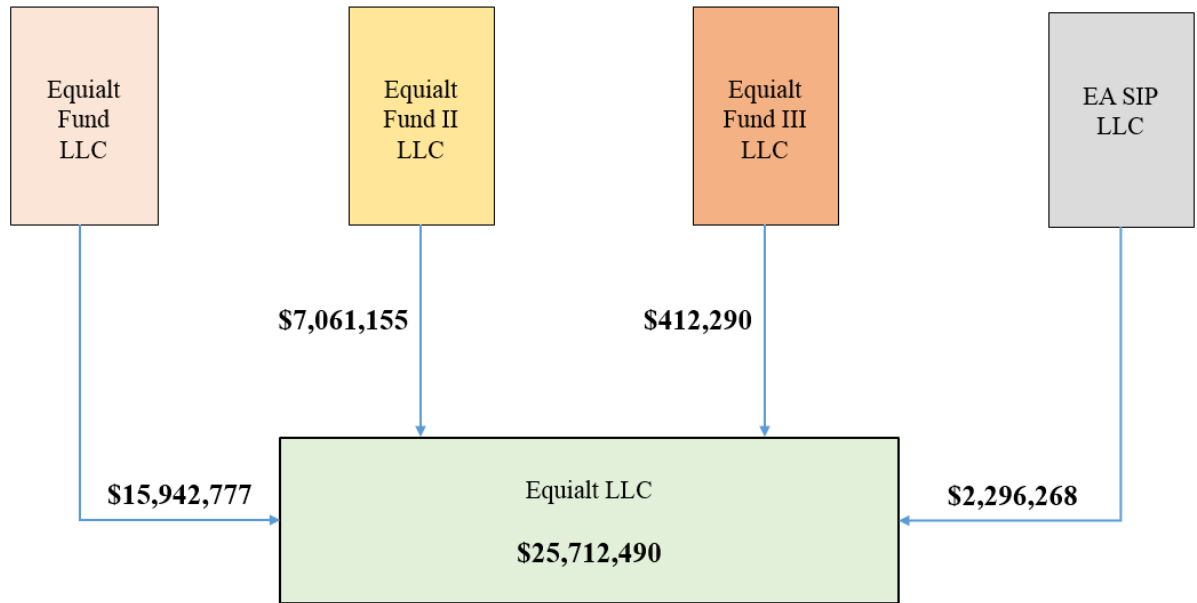 Equialt
Fund
LLC
Equialt
Fund II
LLC
Equialt
Fund III
LLC
EA SIP
LLC
$7,061,155
$412,290
$15,942,777
Equialt LLC
$2,296,268
$25,712,490